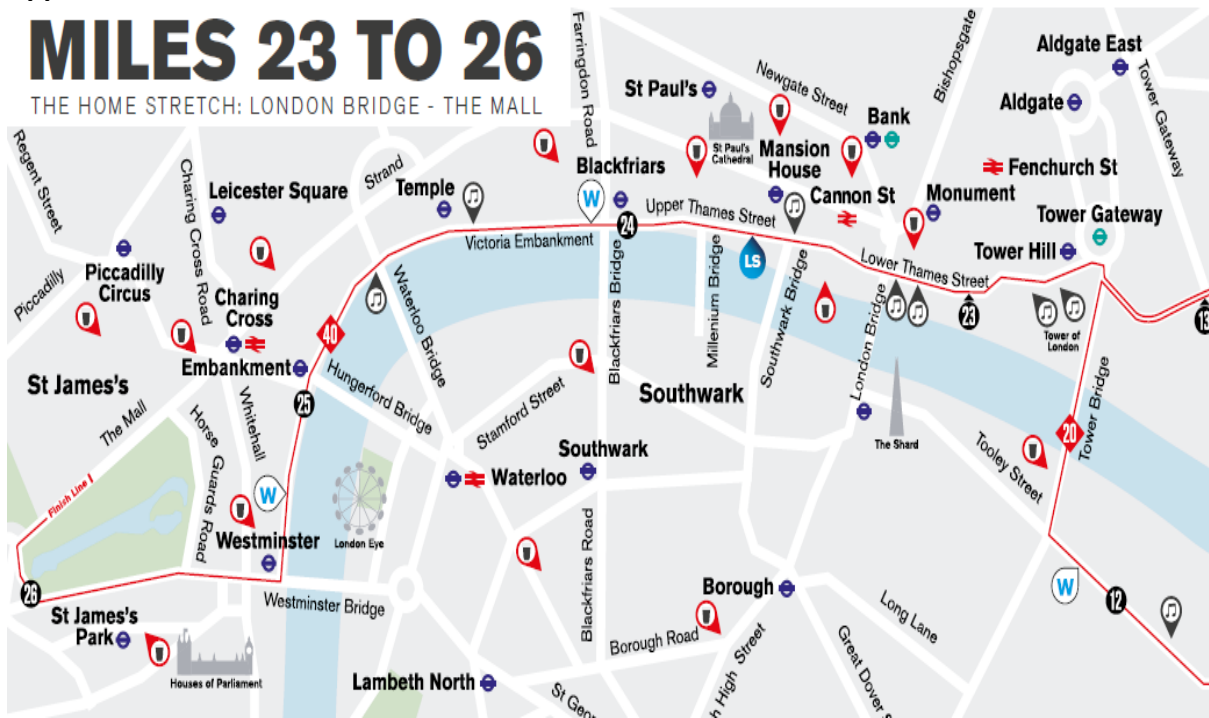 MILES 23 TO 26
THE HOME STRETCH: LONDON BRIDGE - THE MALL
Farringdon Road
Newgate Street
Bishopsgate
Aldgate East
St Paul's
Aldgate
Tower Gateway
Bank
St Paul's
Cathedral
Regent Street
Charing Cross Road
Strand
Leicester Square
Temple
Blackfriars
Mansion
House
Cannon St
Fenchurch St
Monument
W
Upper Thames Street
24
Victoria Embankment
Tower Gateway
Tower Hill
Piccadilly
Piccadilly
Circus
Charing
Cross
LS
Lower Thames Street
40
Waterloo Bridge
Blackfriars Bridge
Millenium Bridge
Southwark Bridge
London Bridge
23
13
Tower of
London
Embankment
Hungerford Bridge
St James's
25
Stamford Street
Southwark
The Shard
20
Tower Bridge
The Mall
Horse Guards Road
Whitehall
Waterloo
Southwark
Tooley Street
Finish Line
W
London Eye
Westminster
Blackfriars Road
26
Westminster Bridge
Borough
W
12
St James's
Park
Long Lane
Borough Road
Houses of Parliament
Lambeth North
St Geor
h High Street
Great Dover S